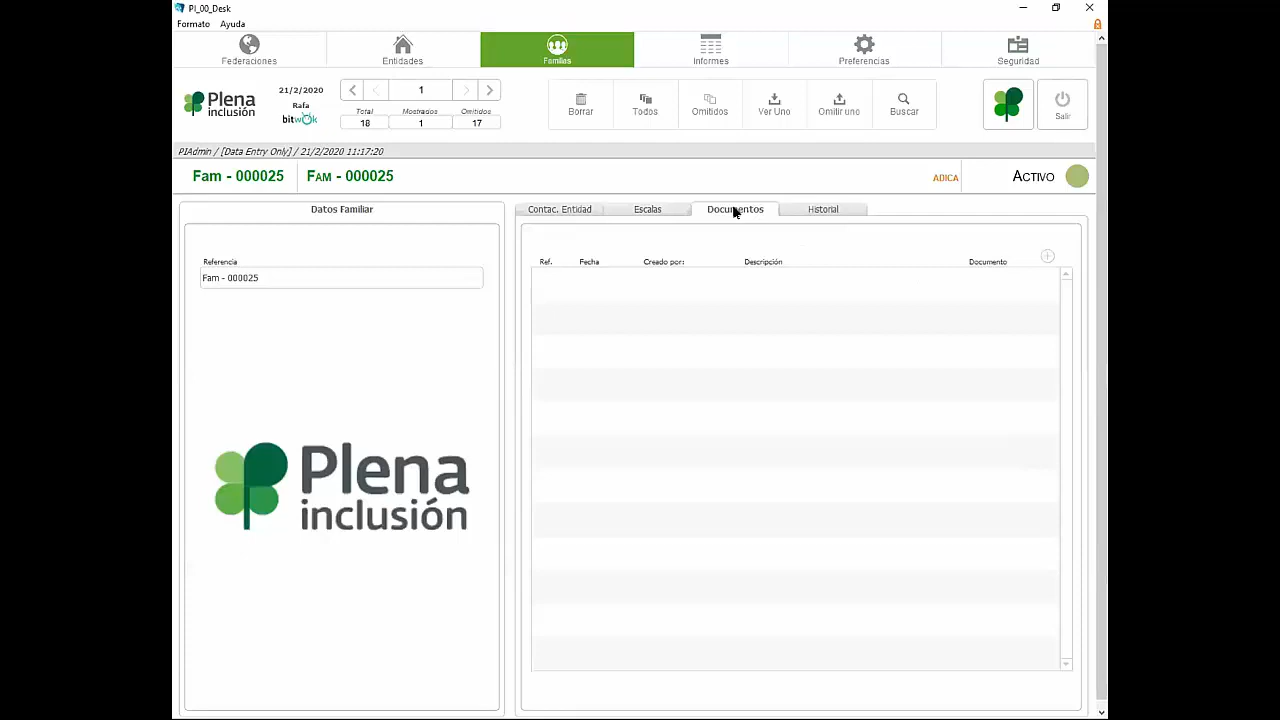 PI_00_Desk
Formato Ayuda
Federaciones Entidades Familias Informes Preferencias Seguridad
Plena inclusión
21/2/2020
Rafa
bitwok
1
Total Mostrados Omitidos
18 1 17
Borrar Todos Omitidos Ver Uno Omitir uno Buscar
Salir
PIAdmin / [Data Entry Only] / 21/2/2020 11:17:20
Fam - 000025 FAM - 000025 ADICA ACTIVO
Datos Familiar
Contac. Entidad Escalas Documentos Historial
Referencia
Fam - 000025
Ref. Fecha Creado por: Descripción Documento
Plena
inclusión